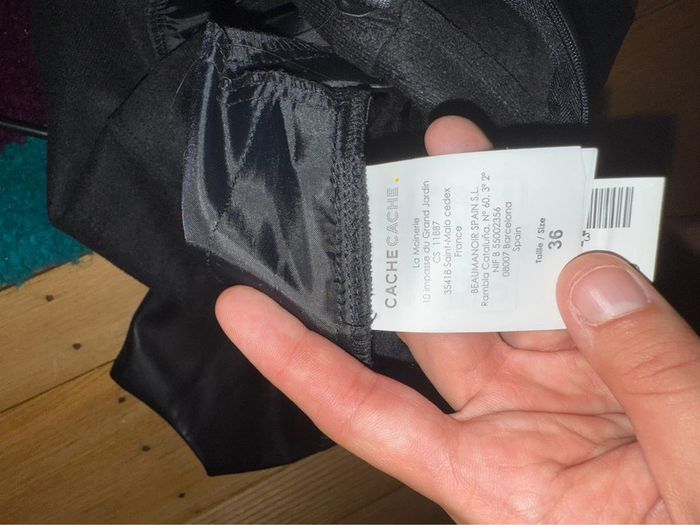 CACHE CACHE.
La Moinerie
10 impasse du Grand Jardin
CS 11887
35418 Saint-Malo cedex
France
BEAUMANOIR SPAIN S.L.
Rambla Cataluña, Nº 60, 3º 2º
NIF B 55002356
08007 Barcelona
Spain
Taille / Size
36